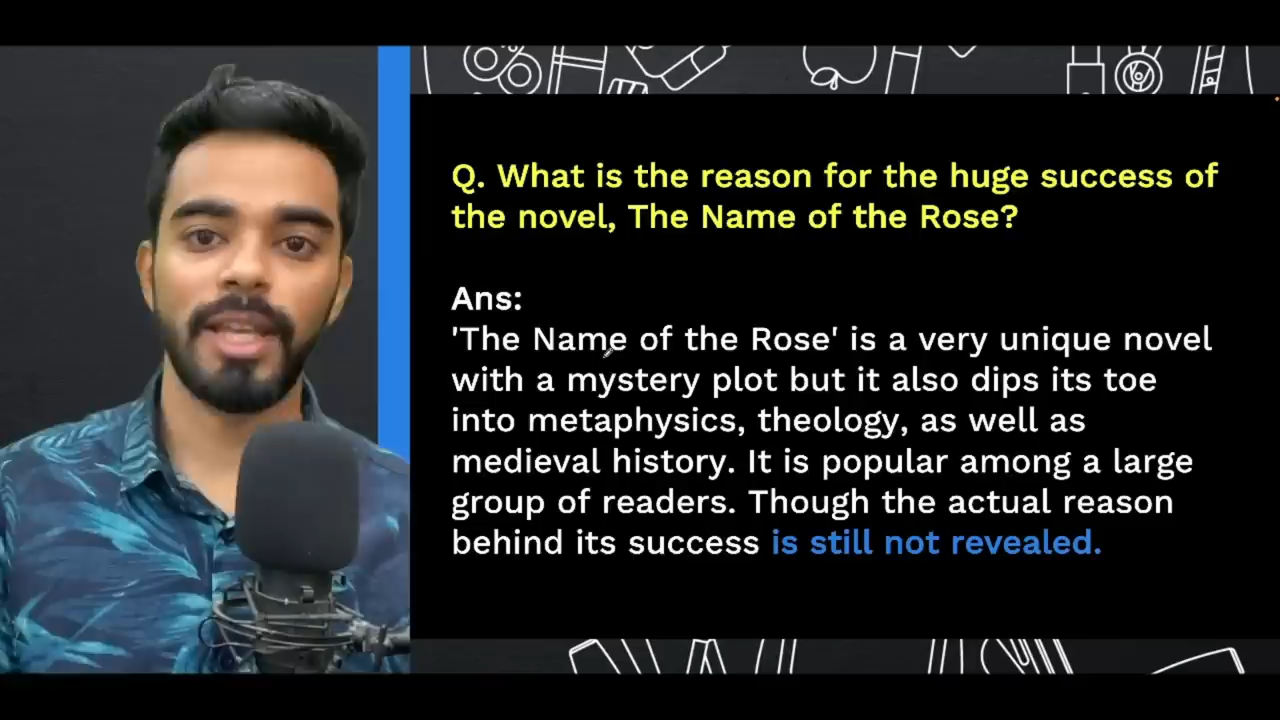 Q. What is the reason for the huge success of
the novel, The Name of the Rose?
Ans:
'The Name of the Rose' is a very unique novel
with a mystery plot but it also dips its toe
into metaphysics, theology, as well as
medieval history. It is popular among a large
group of readers. Though the actual reason
behind its success is still not revealed.